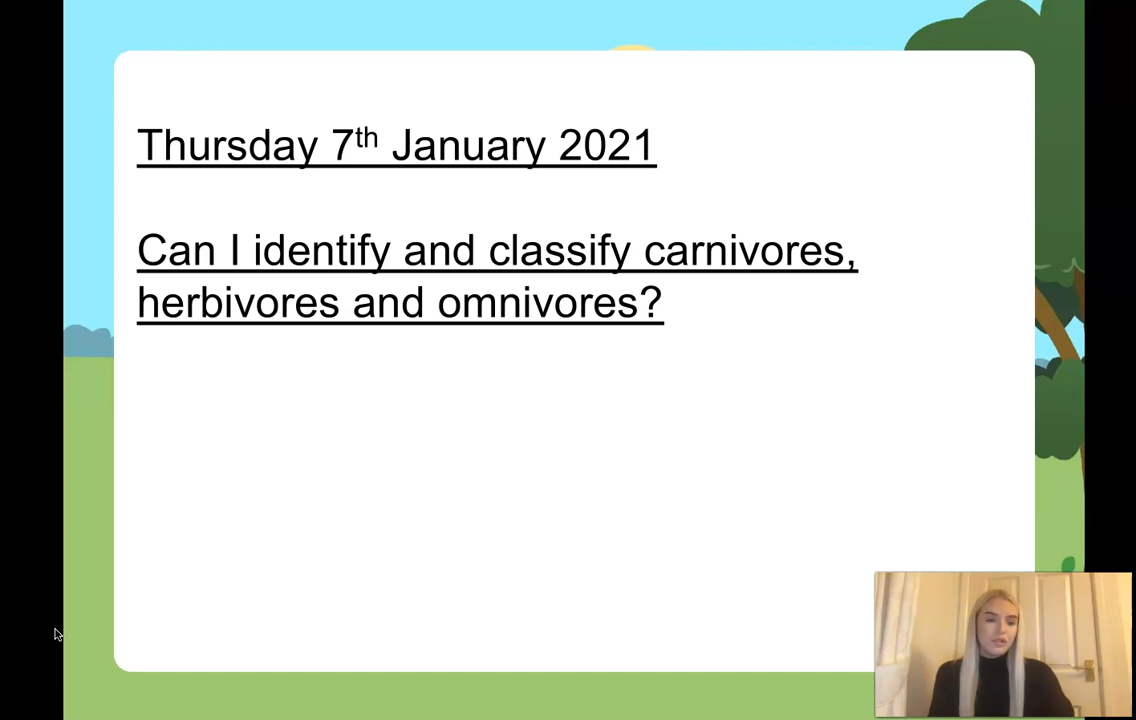 Thursday 7th January 2021
Can I identify and classify carnivores,
herbivores and omnivores?